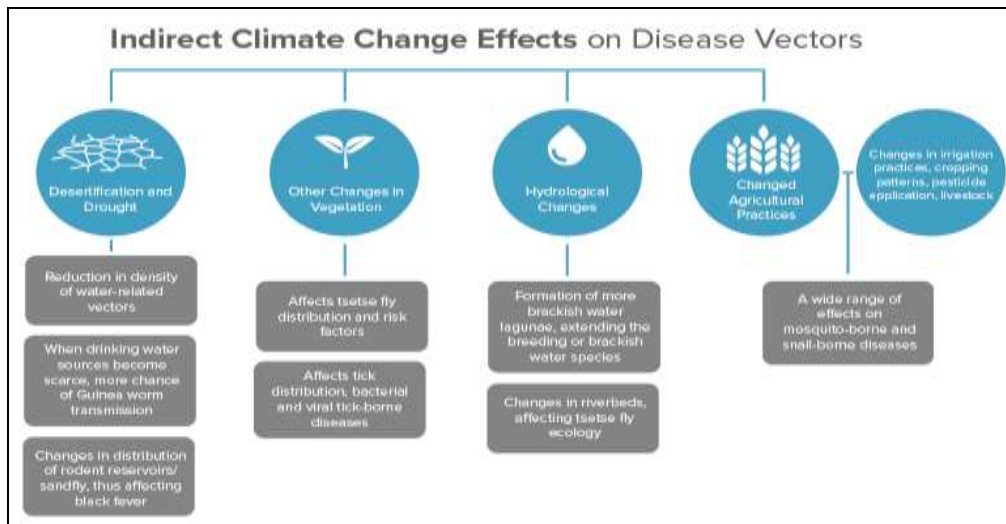 Indirect Climate Change Effects on Disease Vectors
Desertification and
Drought
Reduction in density
of water-related
vectors
When drinking water
sources become
scarce, more chance
of Guinea worm
transmission
Changes in distribution
of rodent reservoirs/
sandfly, thus affecting
black fever
Other Changes in
Vegetation
Affects tsetse fly
distribution and risk
factors
Affects tick
distribution, bacterial
and viral tick-borne
diseases
Hydrological
Changes
Formation of more
brackish water
lagunae, extending the
breeding or brackish
water species
Changes in riverbeds,
affecting tsetse fly
ecology
Changed
Agricultural
Practices
Changes in irrigation
practices, cropping
patterns, pesticide
application, livestock
A wide range of
effects on
mosquito-borne and
snail-borne diseases